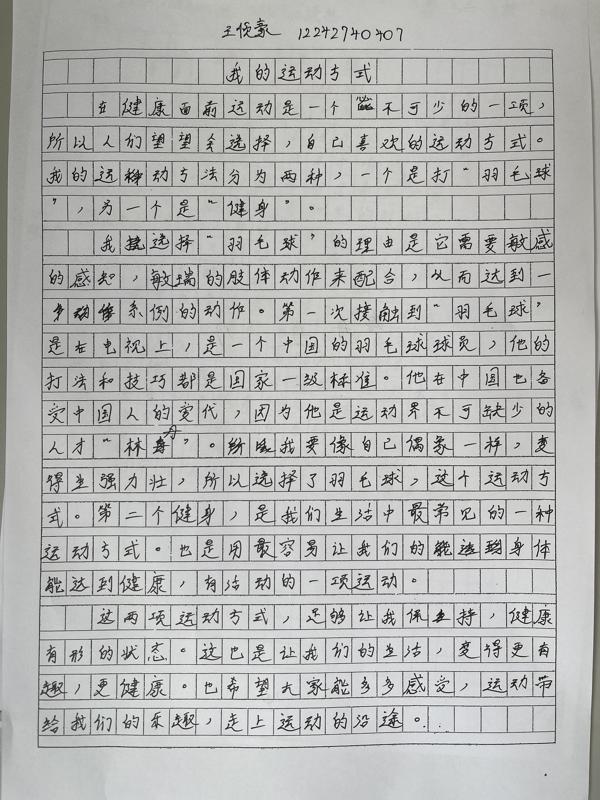 王恺豪 12242740407
我的运动方式
在健康面前运动是一个不可少的一项，
所以人们望望会选择，自己喜欢的运动方式。
我的运动方法分为两种，一个是打“羽毛球
”，另一个是“健身”。
我选择“羽毛球”的理由是它需要敏感
的感知，敏瑞的肢体动作来配合，从而达到一
系例的动作。第一次接触到“羽毛球”
是在电视上，是一个中国的羽毛球球员，他的
打法和技巧都是国家一级标准。他在中国也备
受中国人的爱代，因为他是运动界不可缺少的
人才“林丹”。我要像自己偶象一样，变
得生强力壮，所以选择了羽毛球，这个运动方
式。第二个健身，是我们生活中最常见的一种
运动方式。也是用最容易让我们的身体
能达到健康，有活动的一项运动。
这两项运动方式，足够让我保持，健康
有形的状态。这也是让我们的生活，变得更有
趣，更健康。也希望大家能多多感受，运动带
给我们的乐趣，走上运动的沿途。